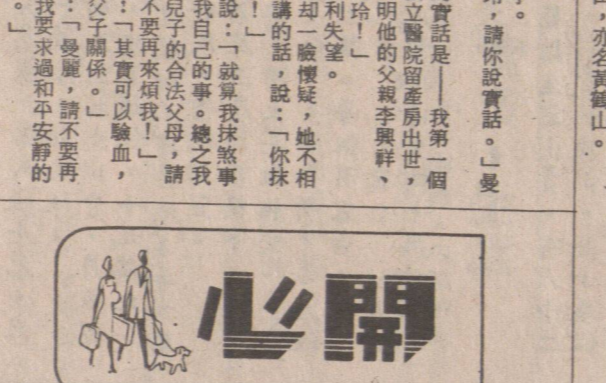 ，亦名黃鶴山。
。
，請你說實話。」曼
實話是——我第一個
立醫院留產房出世，
明他的父親李興祥、
玲！」
利失望。
却一臉懷疑，她不相
講的話，說：「你抹
！」
說：「就算我抹煞事
我自己的事。總之我
兒子的合法父母，請
不要再來煩我！」
：「其實可以驗血，
父子關係。」
：「曼麗，請不要再
我要求過和平安靜的
。」
開心